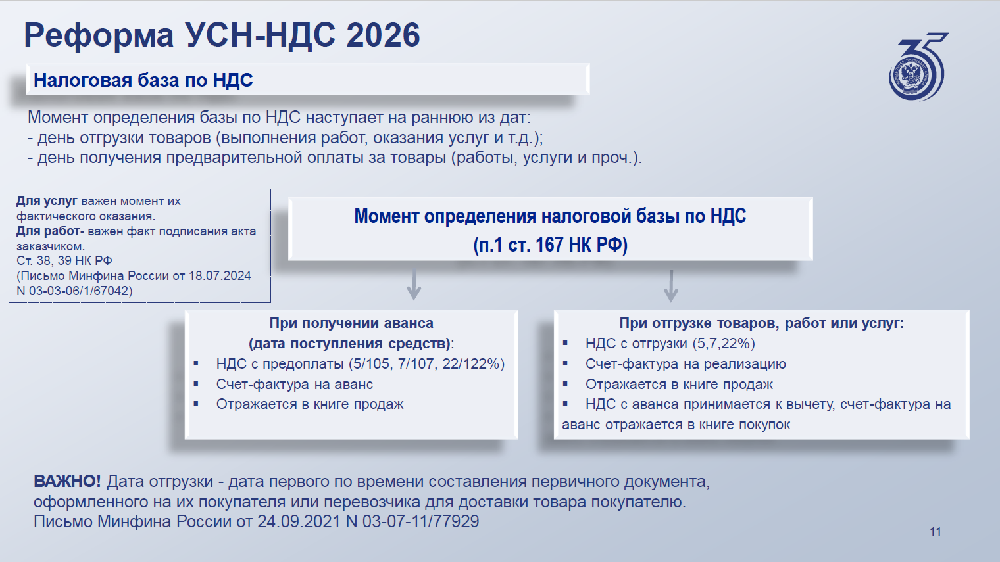 Реформа УСН-НДС 2026
Налоговая база по НДС
Момент определения базы по НДС наступает на раннюю из дат:
- день отгрузки товаров (выполнения работ, оказания услуг и т.д.);
- день получения предварительной оплаты за товары (работы, услуги и проч.).
Для услуг важен момент их
фактического оказания.
Для работ- важен факт подписания акта
заказчиком.
Ст. 38, 39 НК РФ
(Письмо Минфина России от 18.07.2024
N 03-03-06/1/67042)
Момент определения налоговой базы по НДС
(п.1 ст. 167 НК РФ)
При получении аванса
(дата поступления средств):
▪ НДС с предоплаты (5/105, 7/107, 22/122%)
▪ Счет-фактура на аванс
▪ Отражается в книге продаж
При отгрузке товаров, работ или услуг:
▪ НДС с отгрузки (5,7,22%)
▪ Счет-фактура на реализацию
▪ Отражается в книге продаж
▪ НДС с аванса принимается к вычету, счет-фактура на
аванс отражается в книге покупок
ВАЖНО! Дата отгрузки - дата первого по времени составления первичного документа,
оформленного на их покупателя или перевозчика для доставки товара покупателю.
Письмо Минфина России от 24.09.2021 N 03-07-11/77929
11
35
ФЕДЕРАЛЬНАЯ НАЛОГОВАЯ СЛУЖБА